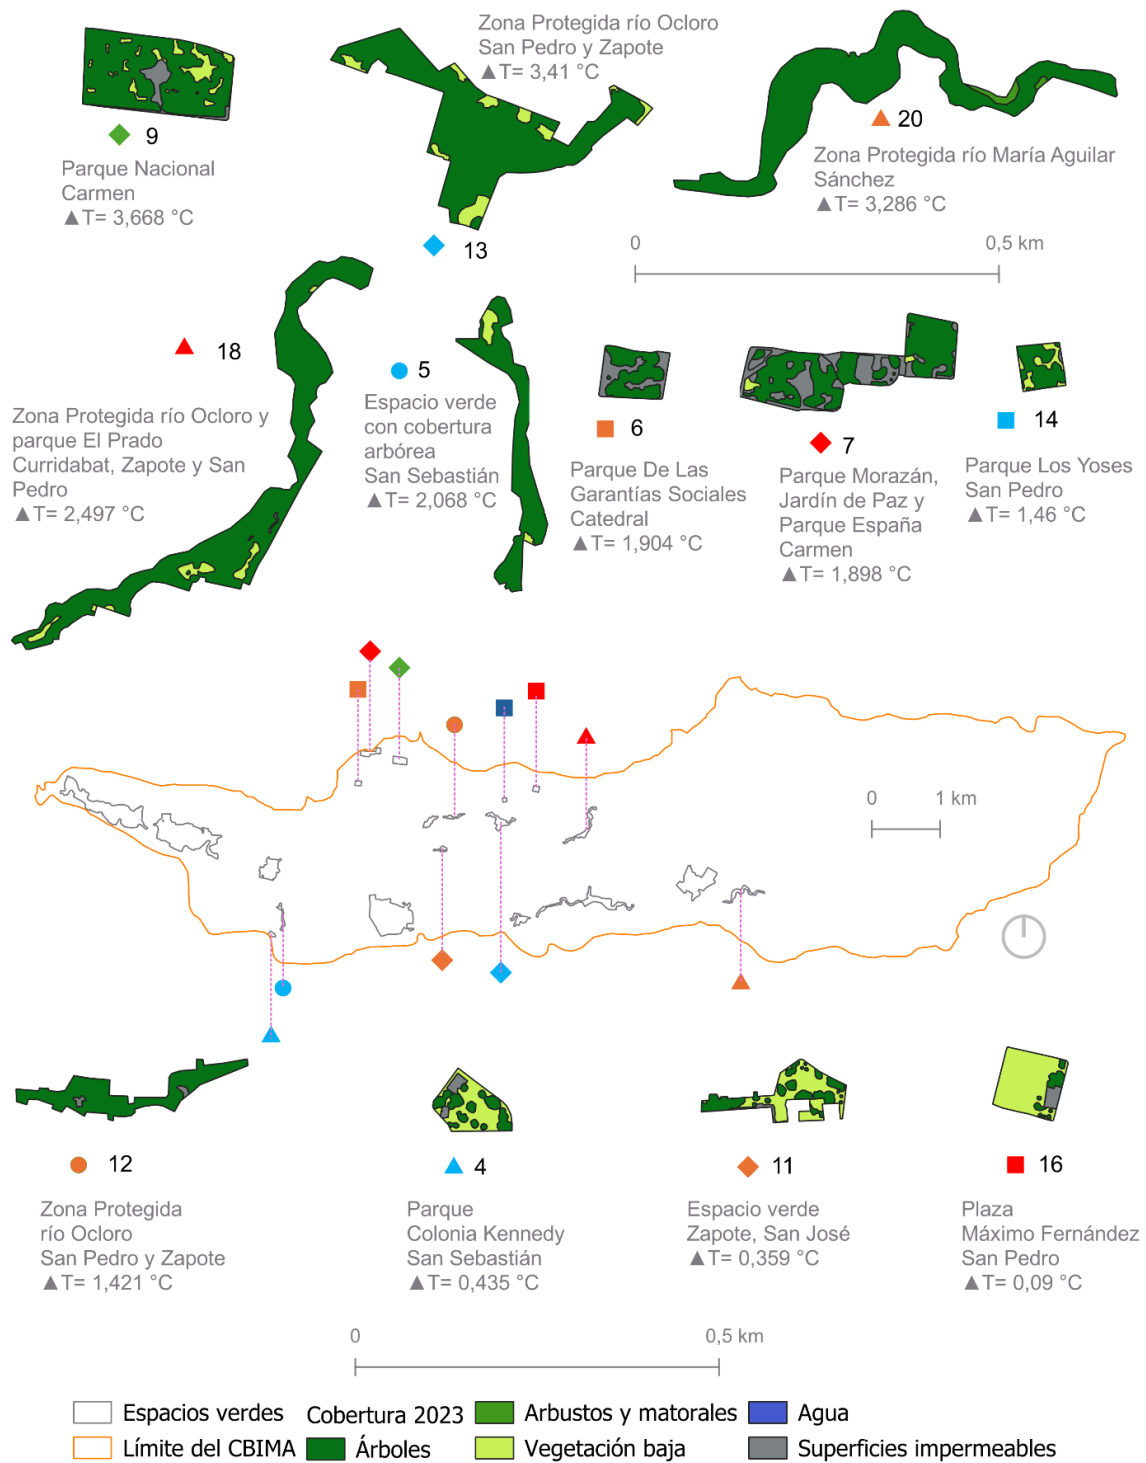 9
Parque Nacional
Carmen
▲T= 3,668 °C
Zona Protegida río Ocloro
San Pedro y Zapote
▲T= 3,41 °C
13
20
Zona Protegida río María Aguilar
Sánchez
▲T= 3,286 °C
0 0,5 km
18
Zona Protegida río Ocloro y
parque El Prado
Curridabat, Zapote y San
Pedro
▲T= 2,497 °C
5
Espacio verde
con cobertura
arbórea
San Sebastián
▲T= 2,068 °C
6
Parque De Las
Garantías Sociales
Catedral
▲T= 1,904 °C
7
Parque Morazán,
Jardín de Paz y
Parque España
Carmen
▲T= 1,898 °C
14
Parque Los Yoses
San Pedro
▲T= 1,46 °C
0 1 km
12
Zona Protegida
río Ocloro
San Pedro y Zapote
▲T= 1,421 °C
4
Parque
Colonia Kennedy
San Sebastián
▲T= 0,435 °C
11
Espacio verde
Zapote, San José
▲T= 0,359 °C
16
Plaza
Máximo Fernández
San Pedro
▲T= 0,09 °C
0 0,5 km
Espacios verdes
Límite del CBIMA
Cobertura 2023
Árboles
Arbustos y matorales
Vegetación baja
Agua
Superficies impermeables